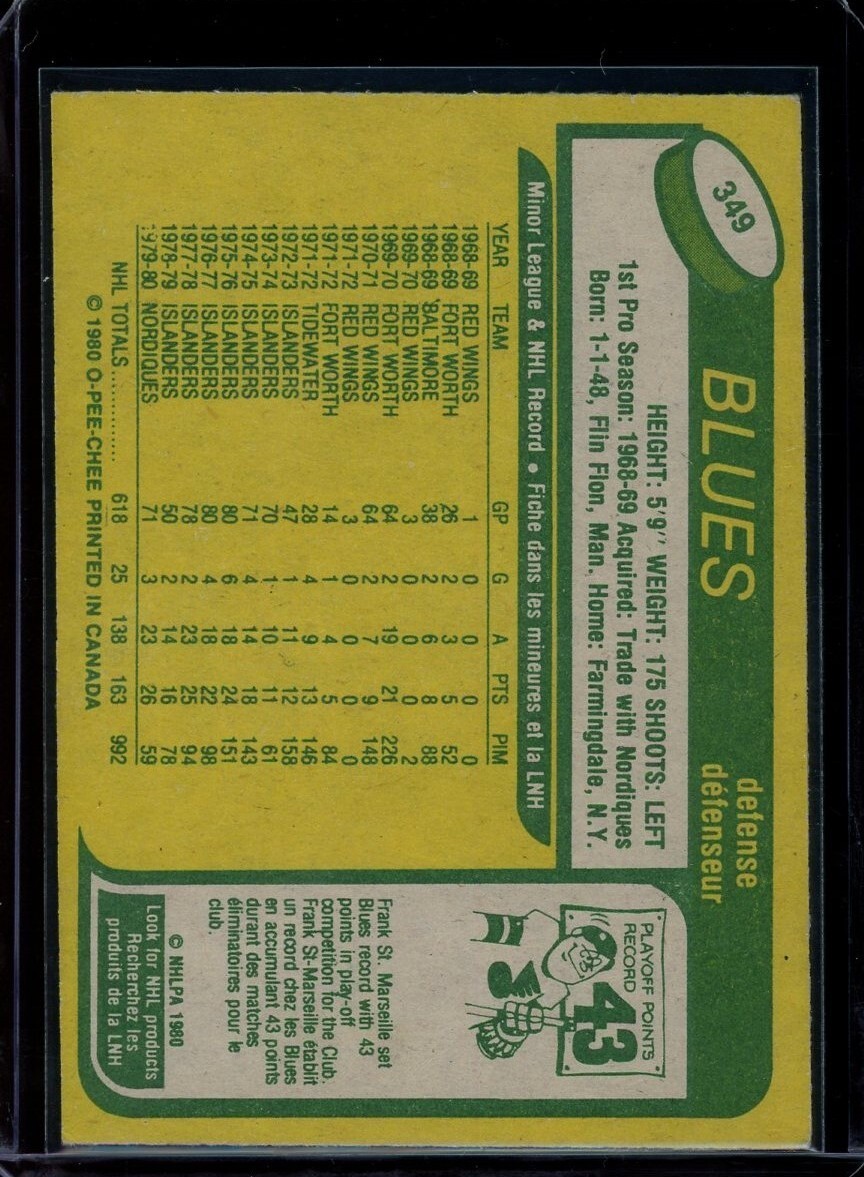 349
BLUES
defense
défenseur
HEIGHT: 5'9" WEIGHT: 175 SHOOTS: LEFT
1st Pro Season: 1968-69 Acquired: Trade with Nordiques
Born: 1-1-48, Flin Flon, Man. Home: Farmingdale, N.Y.
Minor League & NHL Record • Fiche dans les mineures et la LNH
YEAR TEAM GP G A PTS PIM
1968-69 RED WINGS 1 0 0 0 0
1968-69 FORT WORTH 26 2 3 5 52
1968-69 BALTIMORE 38 2 6 8 88
1969-70 RED WINGS 3 0 0 0 2
1969-70 FORT WORTH 64 2 19 21 226
1970-71 RED WINGS 64 2 7 9 148
1971-72 RED WINGS 3 0 0 0 0
1971-72 FORT WORTH 14 1 4 5 84
1971-72 TIDEWATER 28 4 9 13 146
1972-73 ISLANDERS 47 1 11 12 158
1973-74 ISLANDERS 70 1 10 11 61
1974-75 ISLANDERS 71 4 14 18 143
1975-76 ISLANDERS 80 6 18 24 151
1976-77 ISLANDERS 80 4 18 22 98
1977-78 ISLANDERS 78 2 23 25 94
1978-79 ISLANDERS 50 2 14 16 78
1979-80 NORDIQUES 71 3 23 26 59
NHL TOTALS ............ 618 25 138 163 992
© 1980 O-PEE-CHEE PRINTED IN CANADA
PLAYOFF POINTS
RECORD
43
Frank St. Marseille set
Blues record with 43
points in play-off
competition for the Club.
Frank St-Marseille établit
un record chez les Blues
en accumulant 43 points
durant des matches
éliminatoires pour le
club.
© NHLPA 1980
Look for NHL products
Recherchez les
produits de la LNH